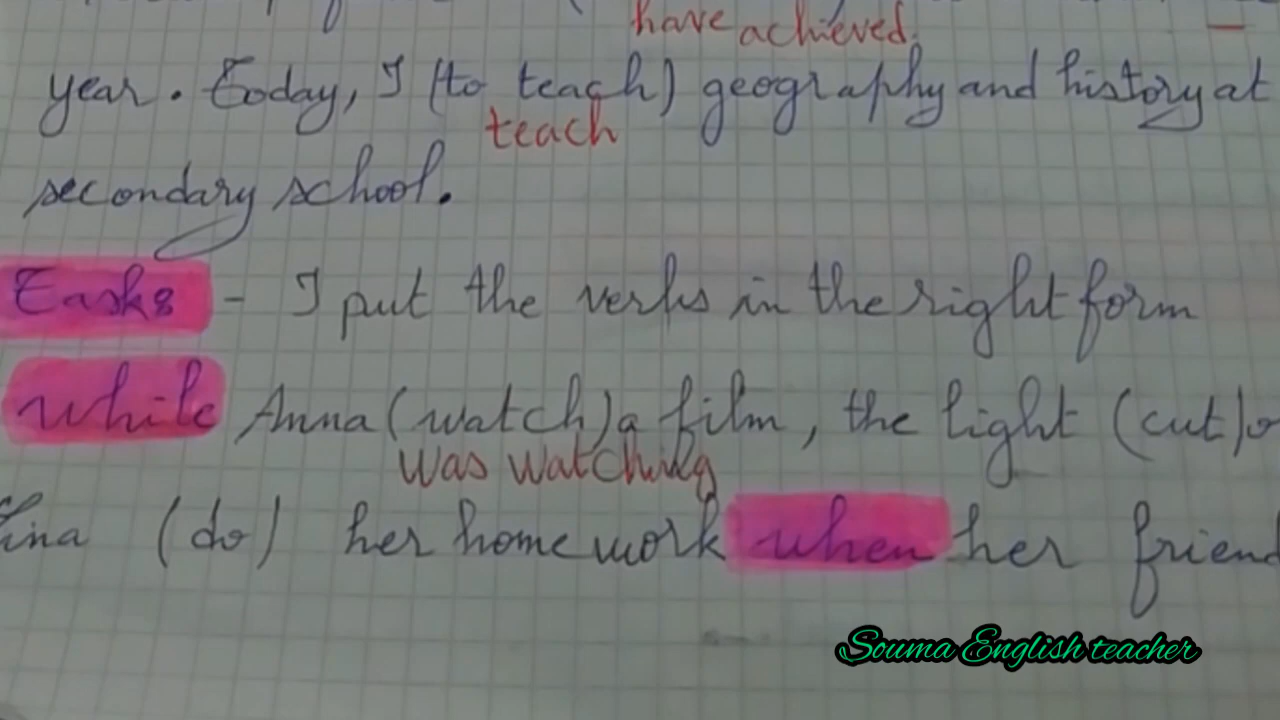 have achieved.
year. Today, I (to teach) geography and history at
teach
secondary school.
Tasks - I put the verbs in the right form
while Anna (watch) a film, the light (cut) o
was watching
ina (do) her homework when her friend
Souma English teacher